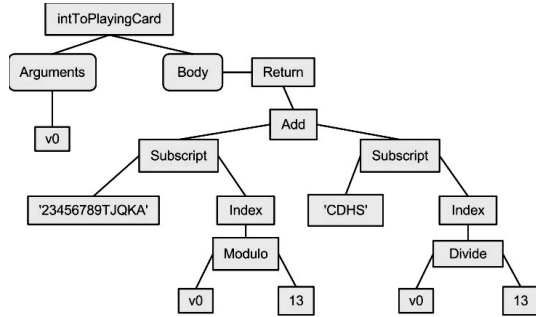 intToPlayingCard
Arguments
Body
Return
v0
Add
Subscript
Subscript
'23456789TJQKA'
Index
'CDHS'
Index
Modulo
Divide
v0
13
v0
13